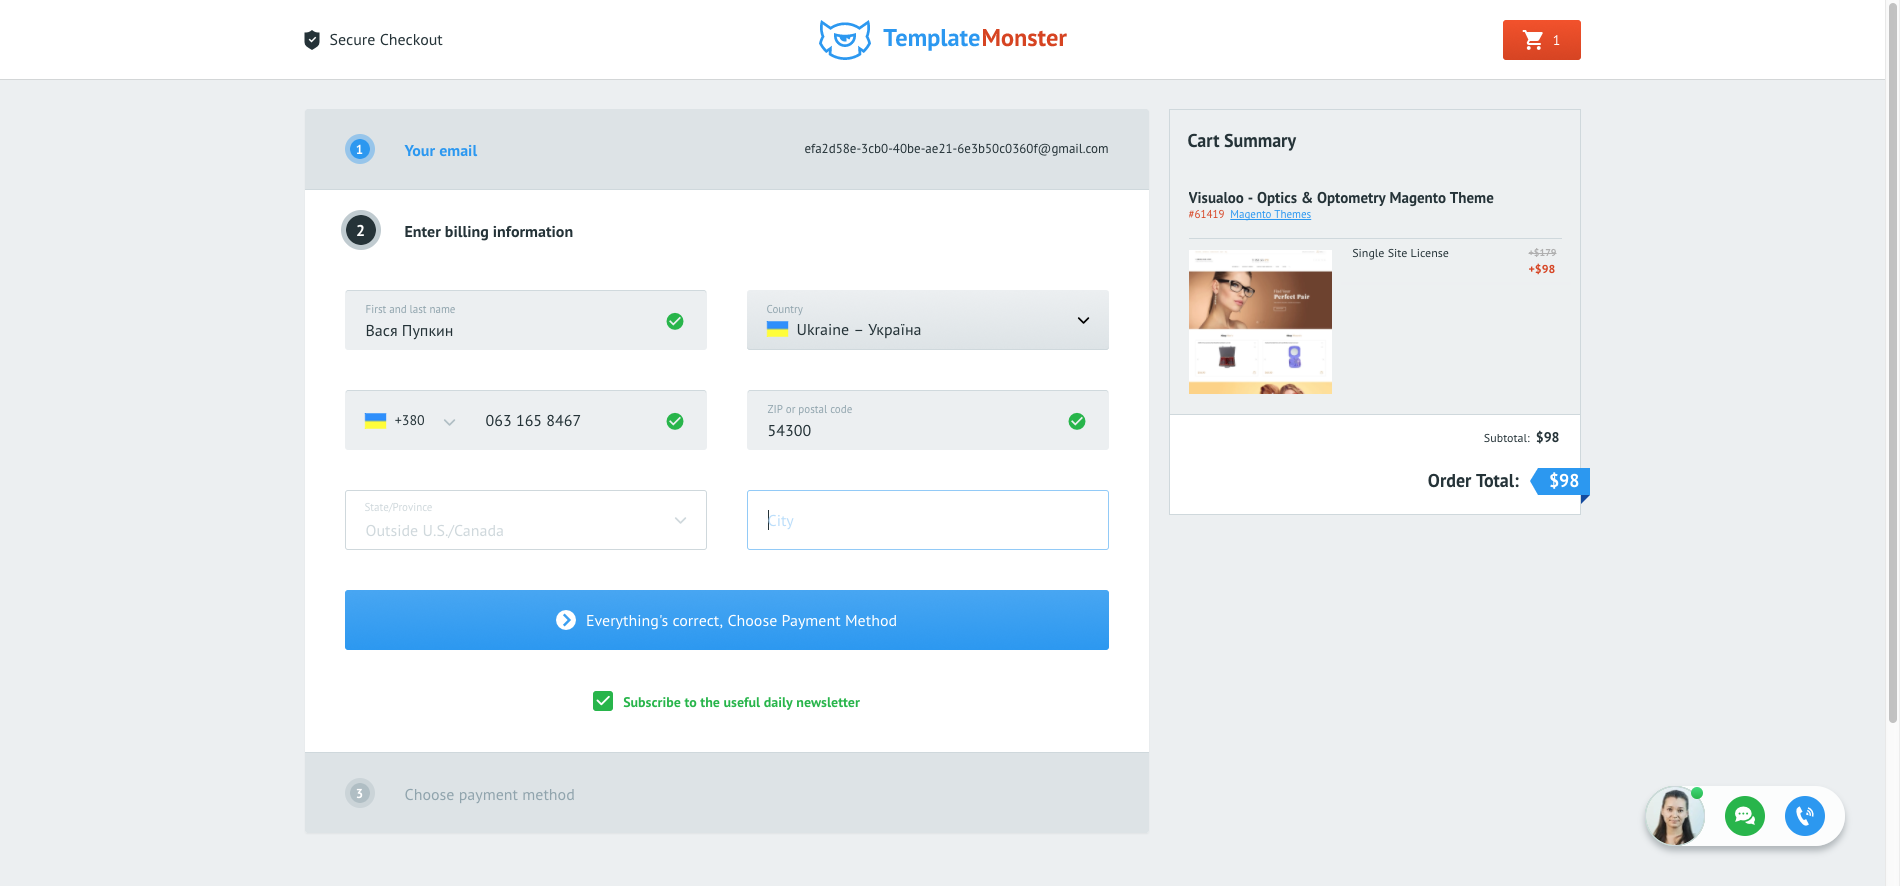 Secure Checkout
TemplateMonster
1
1 Your email efa2d58e-3cb0-40be-ae21-6e3b50c0360f@gmail.com
2 Enter billing information
First and last name
Вася Пупкин
Country
Ukraine – Україна
+380 063 165 8467
ZIP or postal code
54300
State/Province
Outside U.S./Canada
City
Everything's correct, Choose Payment Method
Subscribe to the useful daily newsletter
3 Choose payment method
Cart Summary
Visualoo - Optics & Optometry Magento Theme
#61419 Magento Themes
Single Site License +$179
+$98
Perfect Pair
Subtotal: $98
Order Total: $98